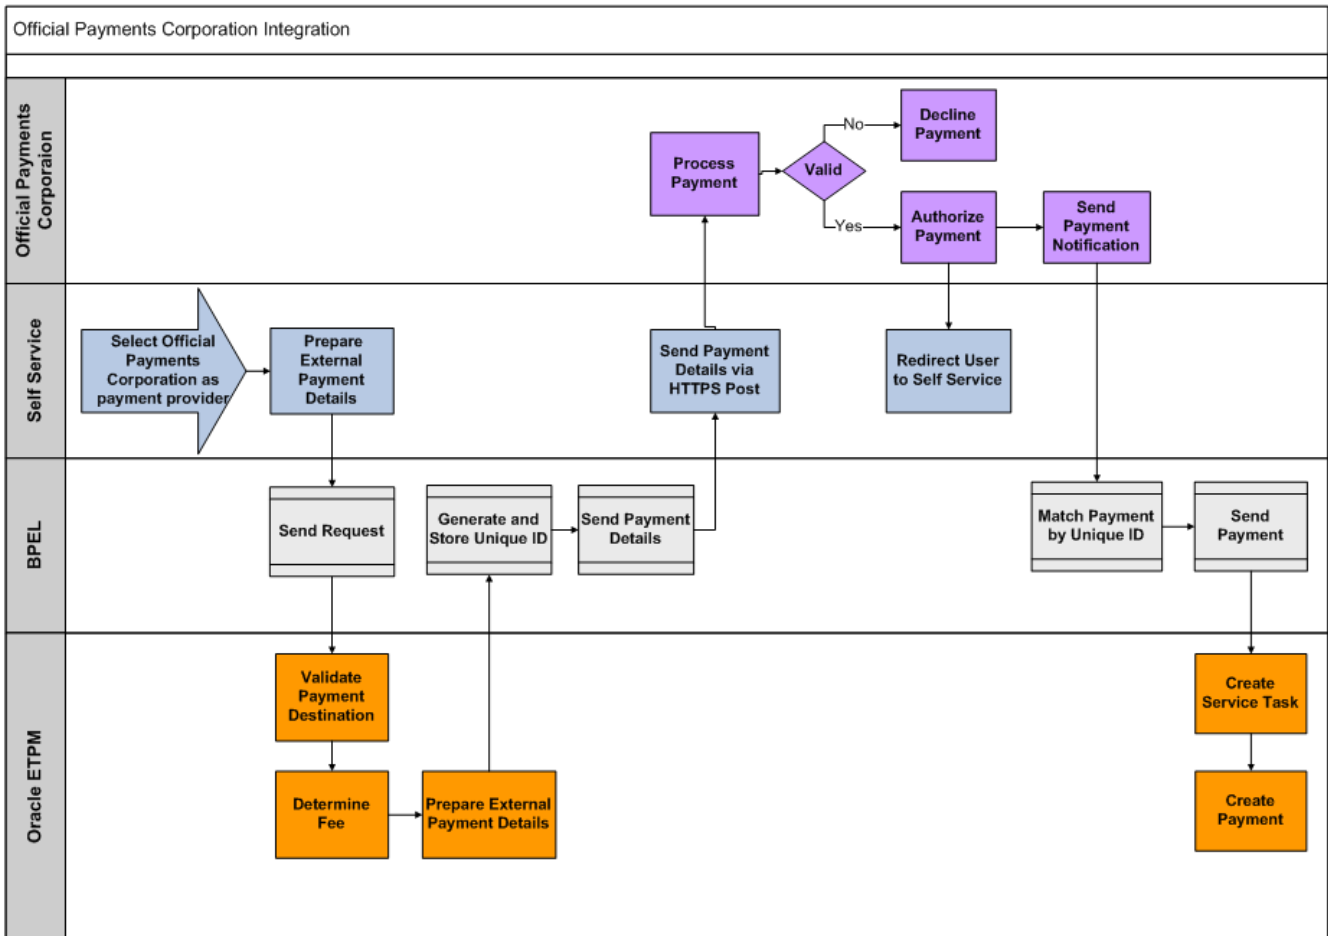 Official Payments Corporation Integration
Official Payments
Corporaion
Process
Payment
Valid
No
Yes
Decline
Payment
Authorize
Payment
Send
Payment
Notification
Self Service
Select Official
Payments
Corporation as
payment provider
Prepare
External
Payment
Details
Send Payment
Details via
HTTPS Post
Redirect User
to Self Service
BPEL
Send Request
Generate and
Store Unique ID
Send Payment
Details
Match Payment
by Unique ID
Send
Payment
Oracle ETPM
Validate
Payment
Destination
Determine
Fee
Prepare External
Payment Details
Create
Service Task
Create
Payment